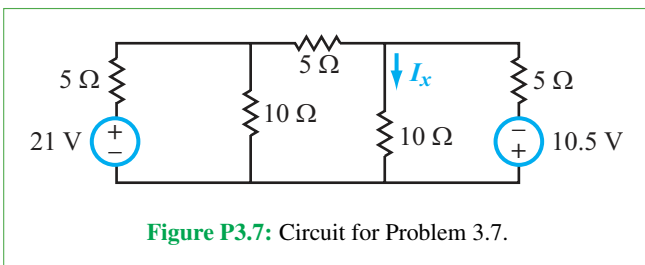 5 Ω
5 Ω
I_x
5 Ω
10 Ω
21 V
+
−
10 Ω
−
+
10.5 V
Figure P3.7: Circuit for Problem 3.7.